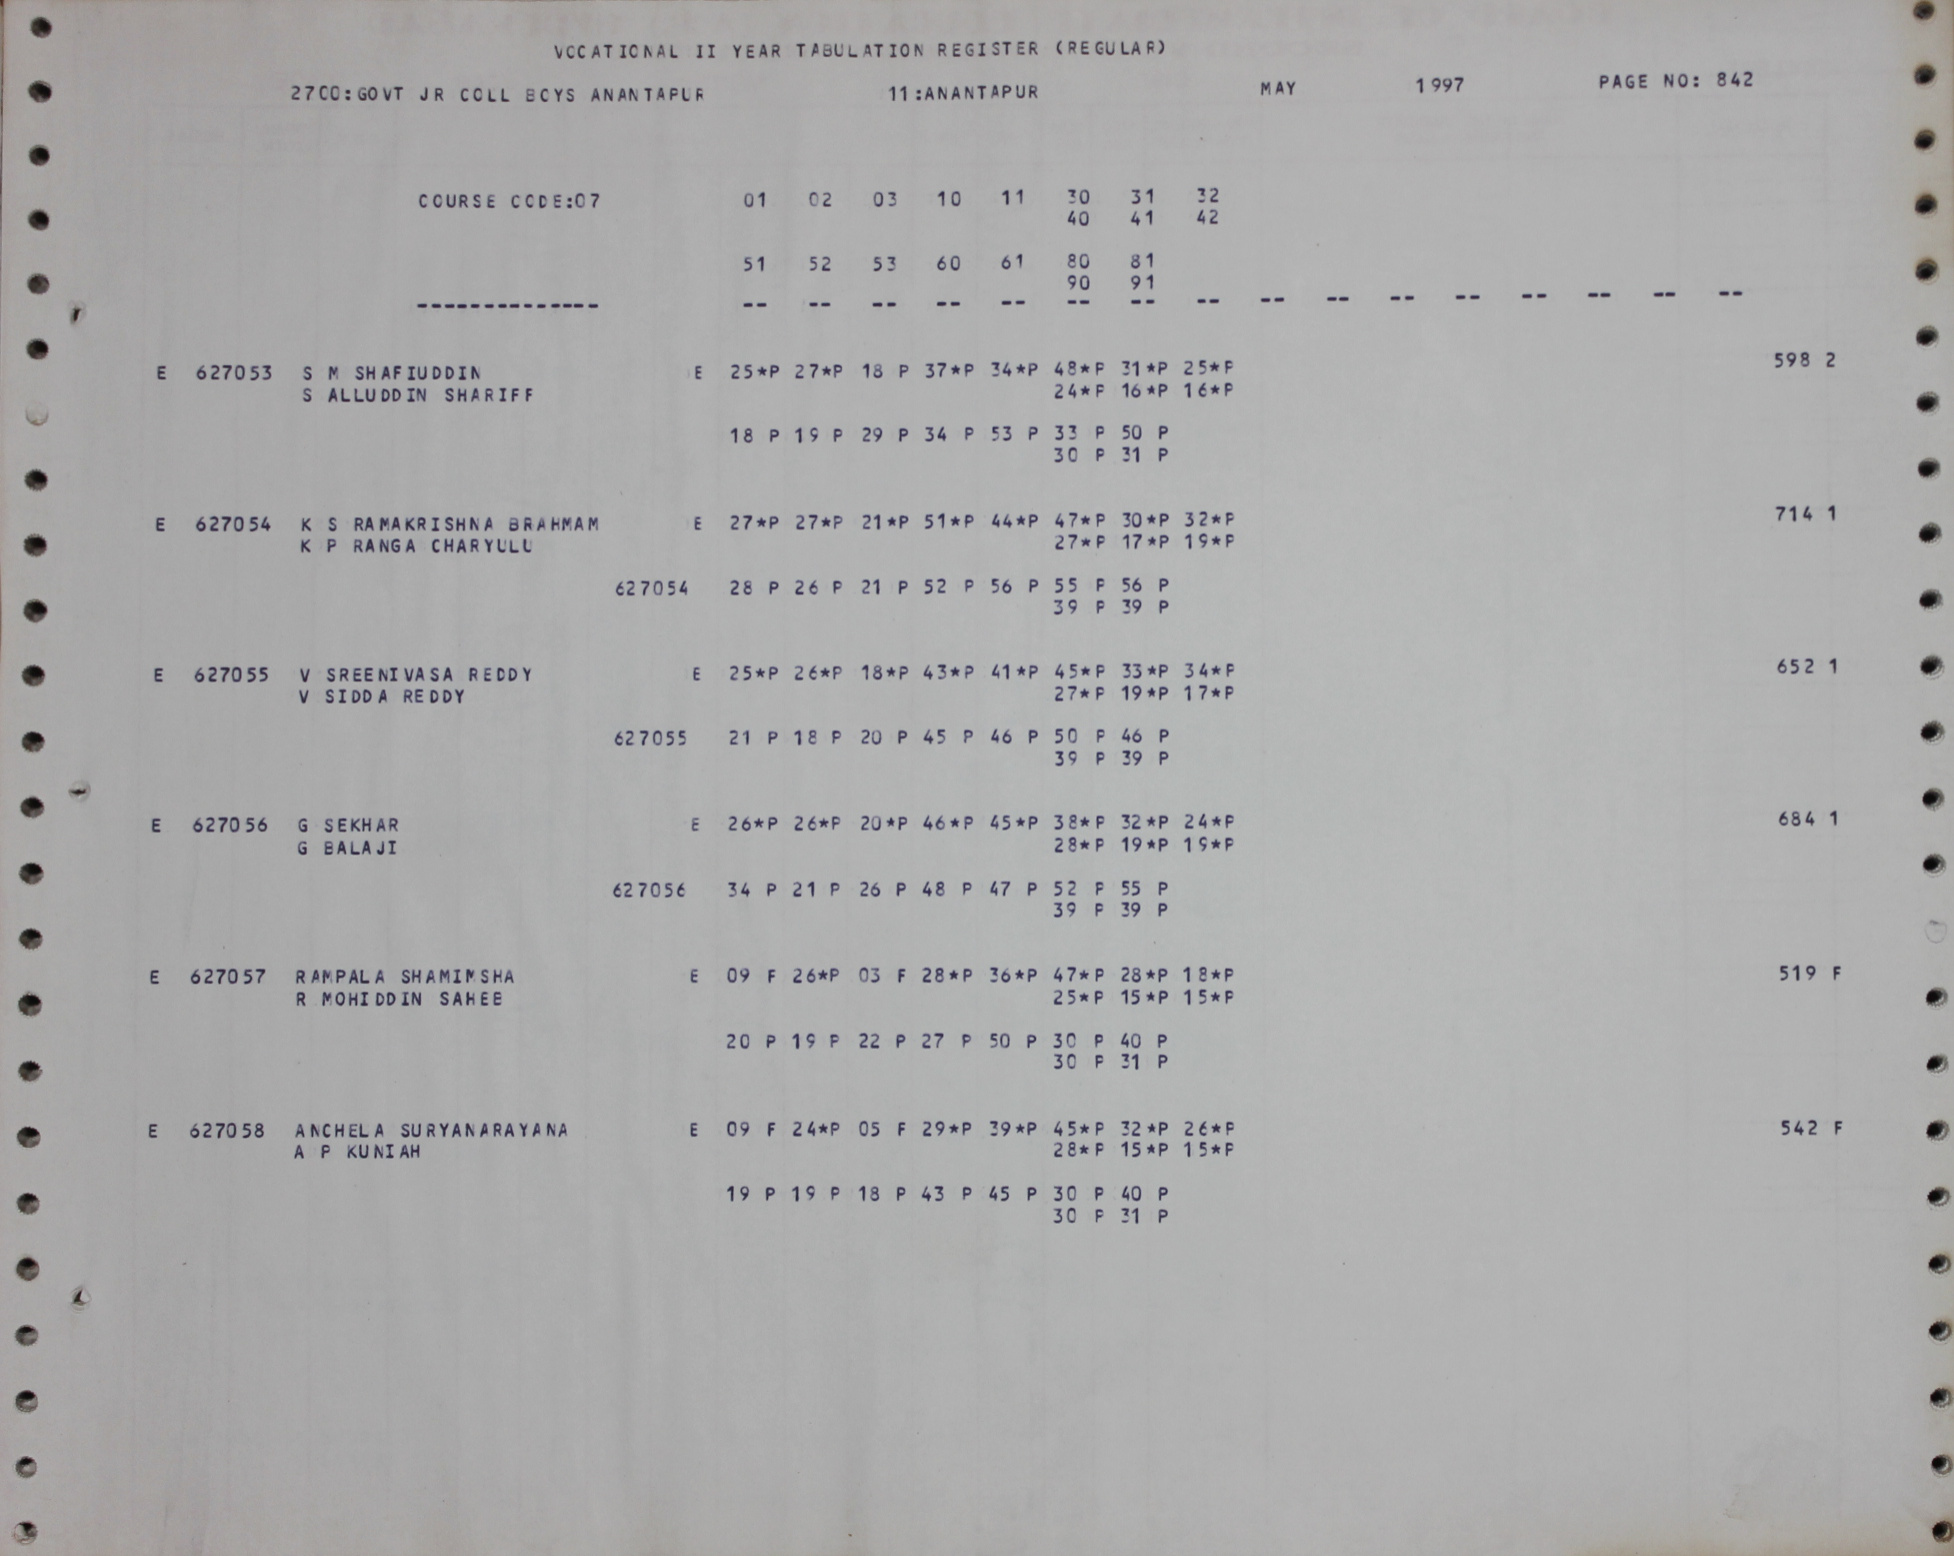 VOCATIONAL II YEAR TABULATION REGISTER (REGULAR)
2700:GOVT JR COLL BOYS ANANTAPUR 11:ANANTAPUR MAY 1997 PAGE NO: 842
COURSE CODE:07 01 02 03 10 11 30 31 32
40 41 42
51 52 53 60 61 80 81
90 91
-------------- -- -- -- -- -- -- -- -- -- -- -- -- -- -- -- --
E 627053 S M SHAFIUDDIN E 25*P 27*P 18 P 37*P 34*P 48*P 31*P 25*P 598 2
S ALLUDDIN SHARIFF 24*P 16*P 16*P
18 P 19 P 29 P 34 P 53 P 33 P 50 P
30 P 31 P
E 627054 K S RAMAKRISHNA BRAHMAM E 27*P 27*P 21*P 51*P 44*P 47*P 30*P 32*P 714 1
K P RANGA CHARYULU 27*P 17*P 19*P
627054 28 P 26 P 21 P 52 P 56 P 55 P 56 P
39 P 39 P
E 627055 V SREENIVASA REDDY E 25*P 26*P 18*P 43*P 41*P 45*P 33*P 34*P 652 1
V SIDDA REDDY 27*P 19*P 17*P
627055 21 P 18 P 20 P 45 P 46 P 50 P 46 P
39 P 39 P
E 627056 G SEKHAR E 26*P 26*P 20*P 46*P 45*P 38*P 32*P 24*P 684 1
G BALAJI 28*P 19*P 19*P
627056 34 P 21 P 26 P 48 P 47 P 52 P 55 P
39 P 39 P
E 627057 RAMPALA SHAMIMSHA E 09 F 26*P 03 F 28*P 36*P 47*P 28*P 18*P 519 F
R MOHIDDIN SAHEB 25*P 15*P 15*P
20 P 19 P 22 P 27 P 50 P 30 P 40 P
30 P 31 P
E 627058 ANCHELA SURYANARAYANA E 09 F 24*P 05 F 29*P 39*P 45*P 32*P 26*P 542 F
A P KUNIAH 28*P 15*P 15*P
19 P 19 P 18 P 43 P 45 P 30 P 40 P
30 P 31 P